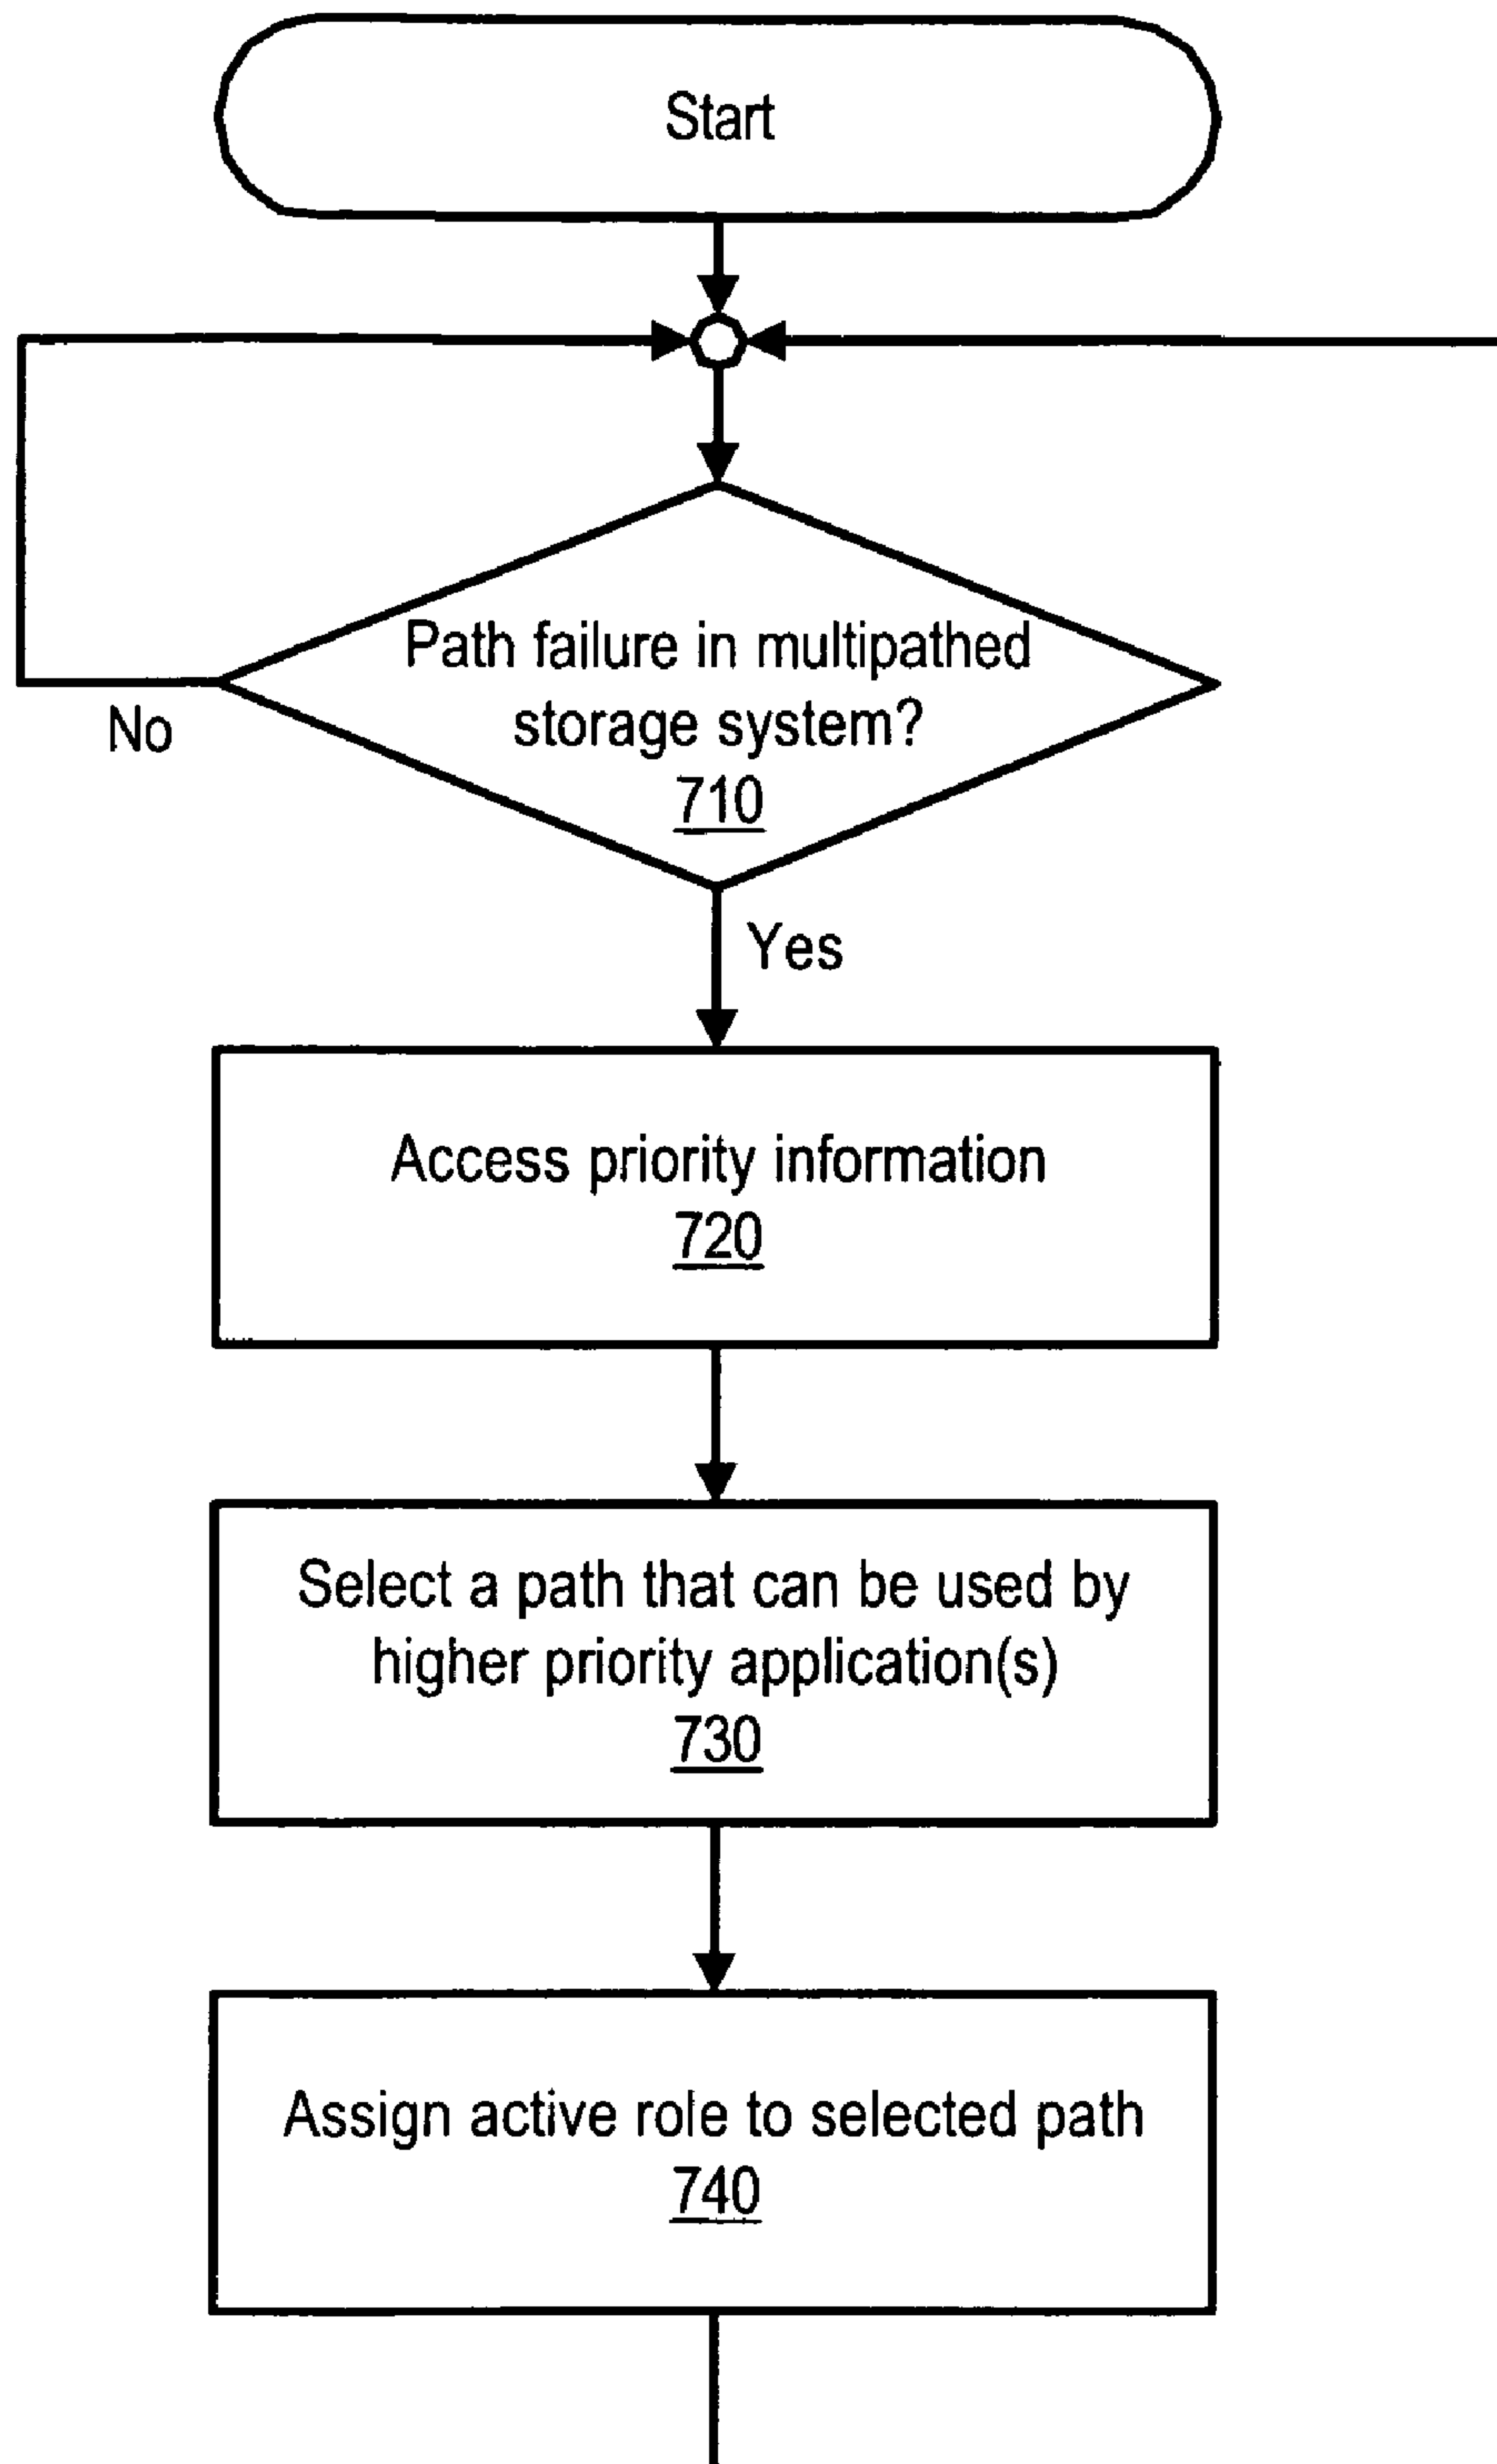 Start
Path failure in multipathed
storage system?
710
No
Yes
Access priority information
720
Select a path that can be used by
higher priority application(s)
730
Assign active role to selected path
740